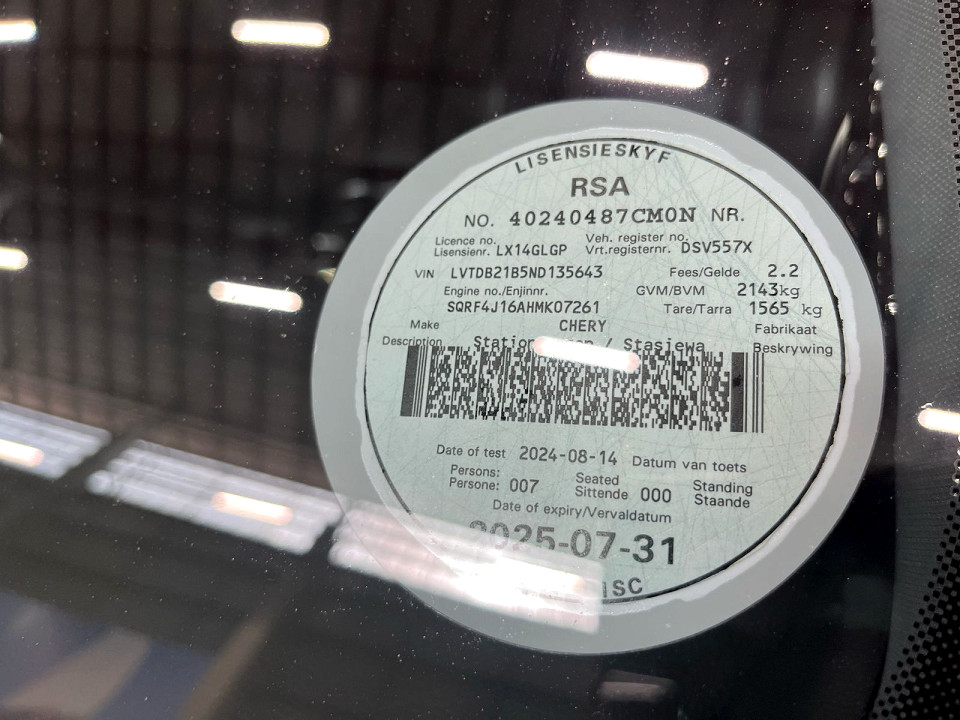 LISENSIESKYF
RSA
NO. 40240487CM0N NR.
Licence no. Veh. register no.
Lisensienr. LX14GLGP Vrt.registernr. DSV557X
VIN LVTDB21B5ND135643 Fees/Gelde 2.2
Engine no./Enjinnr. GVM/BVM 2143kg
SQRF4J16AHMK07261 Tare/Tarra 1565 kg
Make CHERY Fabrikaat
Description Station / Stasiewa Beskrywing
Date of test 2024-08-14 Datum van toets
Persons: Seated Standing
Persone: 007 Sittende 000 Staande
Date of expiry/Vervaldatum
2025-07-31